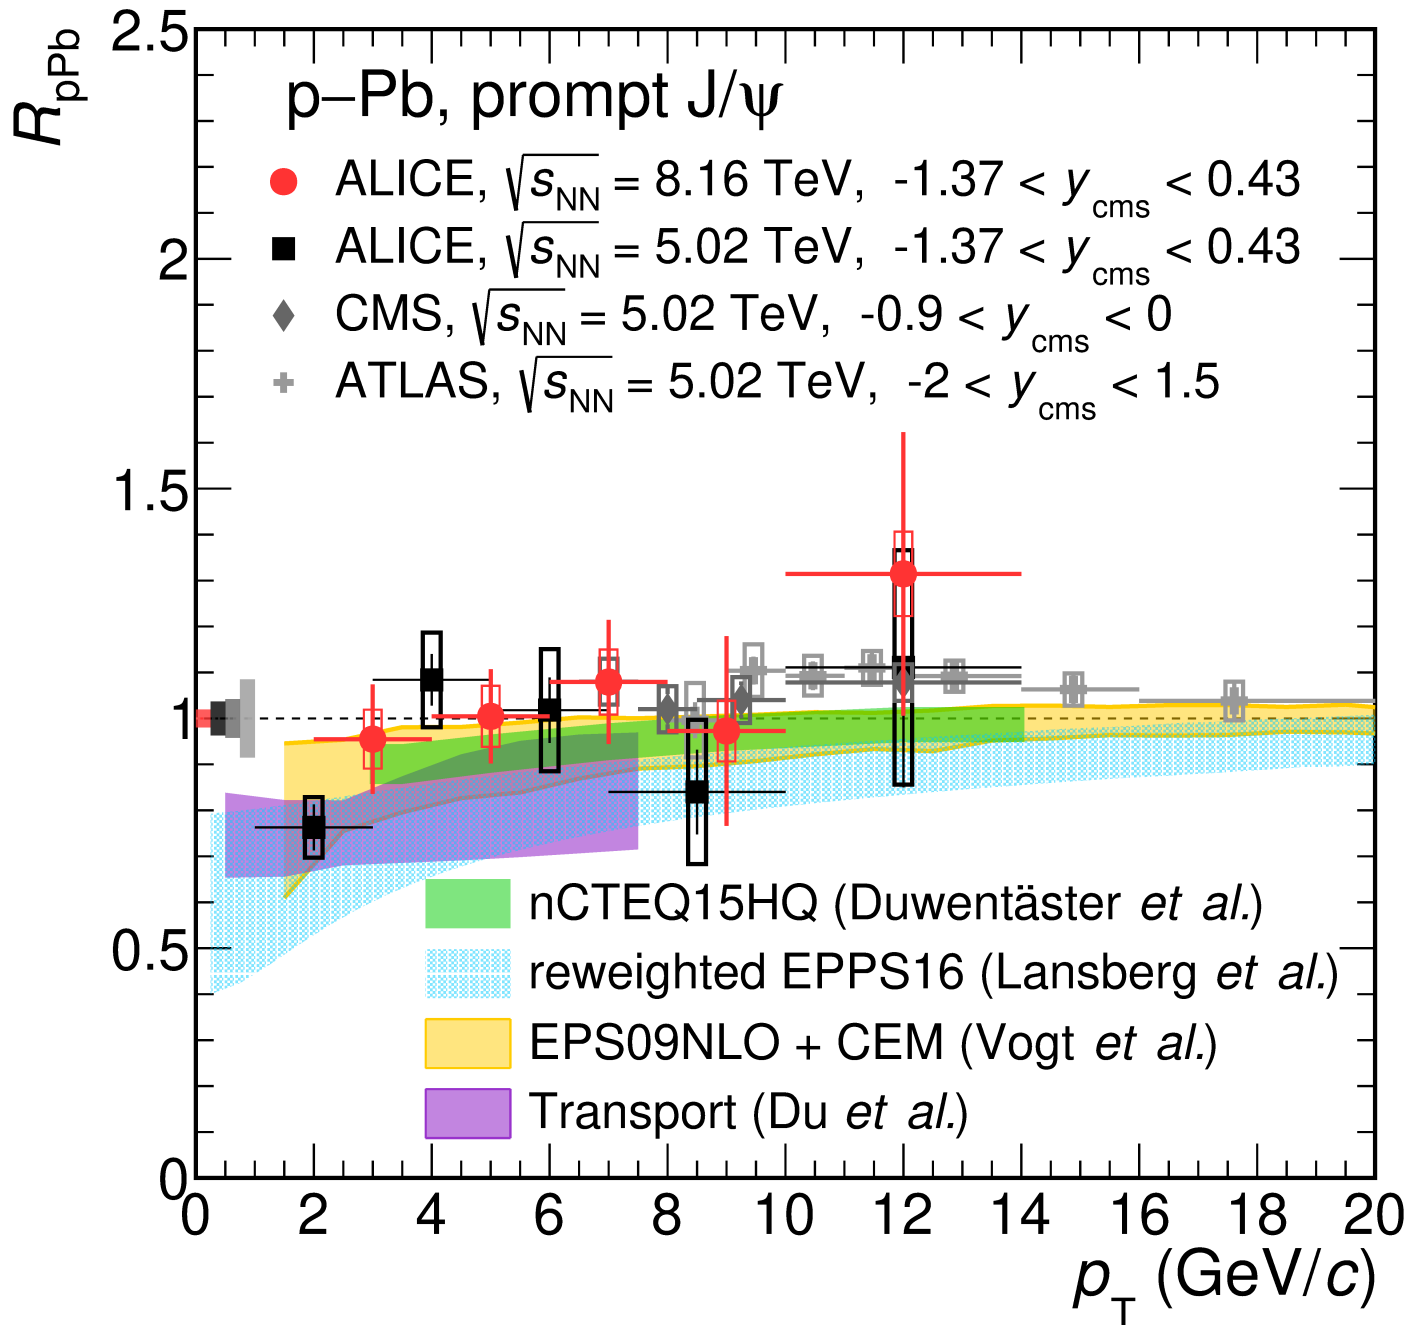 R_pPb
2.5
2
1.5
1
0.5
0
p–Pb, prompt J/ψ
ALICE, √s_NN = 8.16 TeV, -1.37 < y_cms < 0.43
ALICE, √s_NN = 5.02 TeV, -1.37 < y_cms < 0.43
CMS, √s_NN = 5.02 TeV, -0.9 < y_cms < 0
ATLAS, √s_NN = 5.02 TeV, -2 < y_cms < 1.5
nCTEQ15HQ (Duwentäster et al.)
reweighted EPPS16 (Lansberg et al.)
EPS09NLO + CEM (Vogt et al.)
Transport (Du et al.)
0 2 4 6 8 10 12 14 16 18 20
p_T (GeV/c)